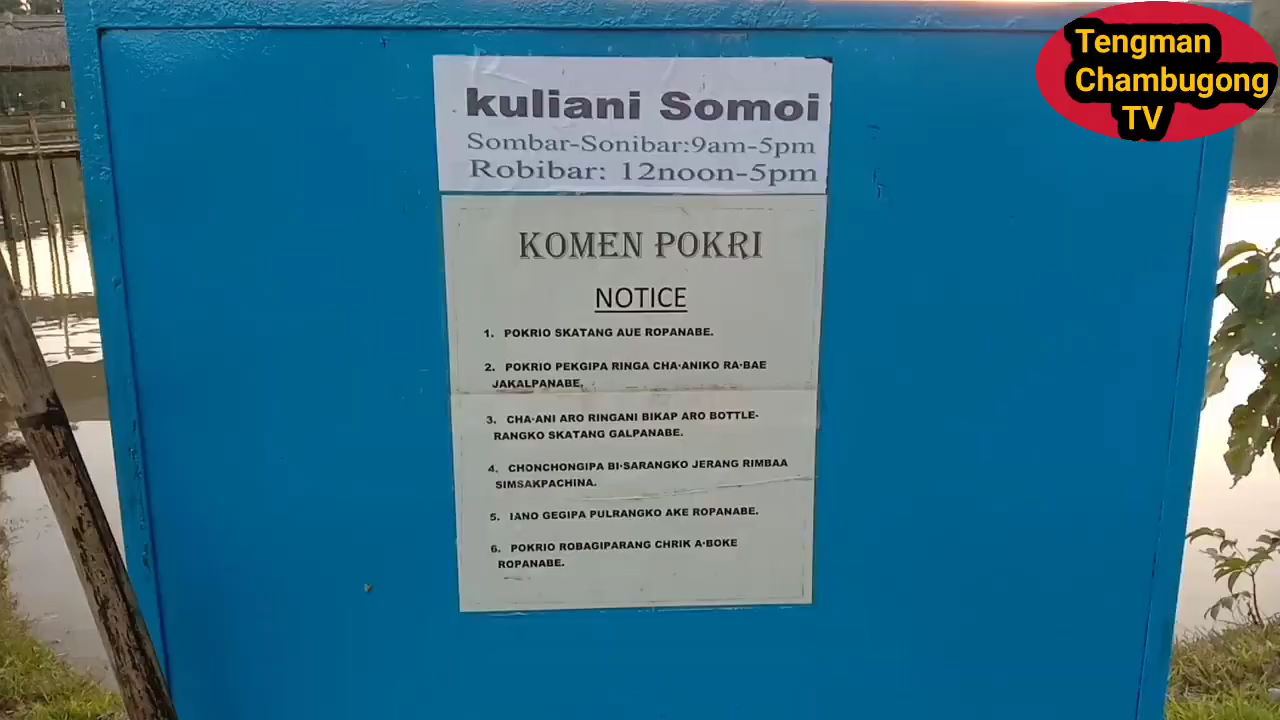 Tengman
Chambugong
TV
kuliani Somoi
Sombar-Sonibar:9am-5pm
Robibar: 12noon-5pm
KOMEN POKRI
NOTICE
1. POKRIO SKATANG AUE ROPANABE.
2. POKRIO PEKGIPA RINGA CHA·ANIKO RA·BAE
JAKALPANABE.
3. CHA·ANI ARO RINGANI BIKAP ARO BOTTLE-
RANGKO SKATANG GALPANABE.
4. CHONCHONGIPA BI·SARANGKO JERANG RIMBAA
SIMSAKPACHINA.
5. IANO GEGIPA PULRANGKO AKE ROPANABE.
6. POKRIO ROBAGIPARANG CHRIK A·BOKE
ROPANABE.